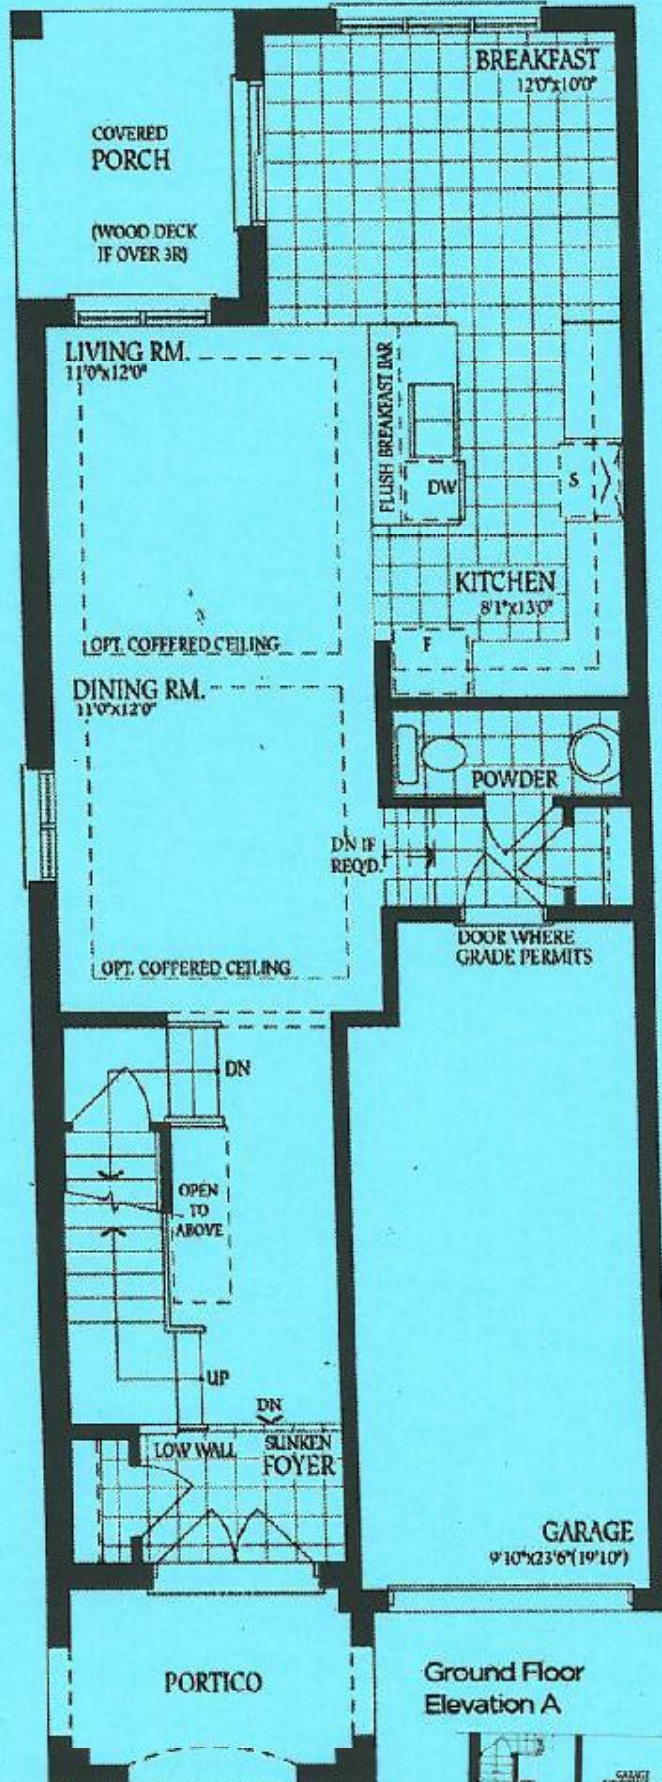 BREAKFAST
12'0"x10'0"
COVERED
PORCH
(WOOD DECK
IF OVER 3R)
LIVING RM.
11'0"x12'0"
FLUSH BREAKFAST BAR
DW
S
KITCHEN
8'1"x13'0"
F
OPT. COFFERED CEILING
DINING RM.
11'0"x12'0"
POWDER
DN IF
REQ'D.
DOOR WHERE
GRADE PERMITS
OPT. COFFERED CEILING
DN
OPEN
TO
ABOVE
UP
DN
LOW WALL
SUNKEN
FOYER
GARAGE
9'10"x23'6"(19'10")
PORTICO
Ground Floor
Elevation A
GARAGE